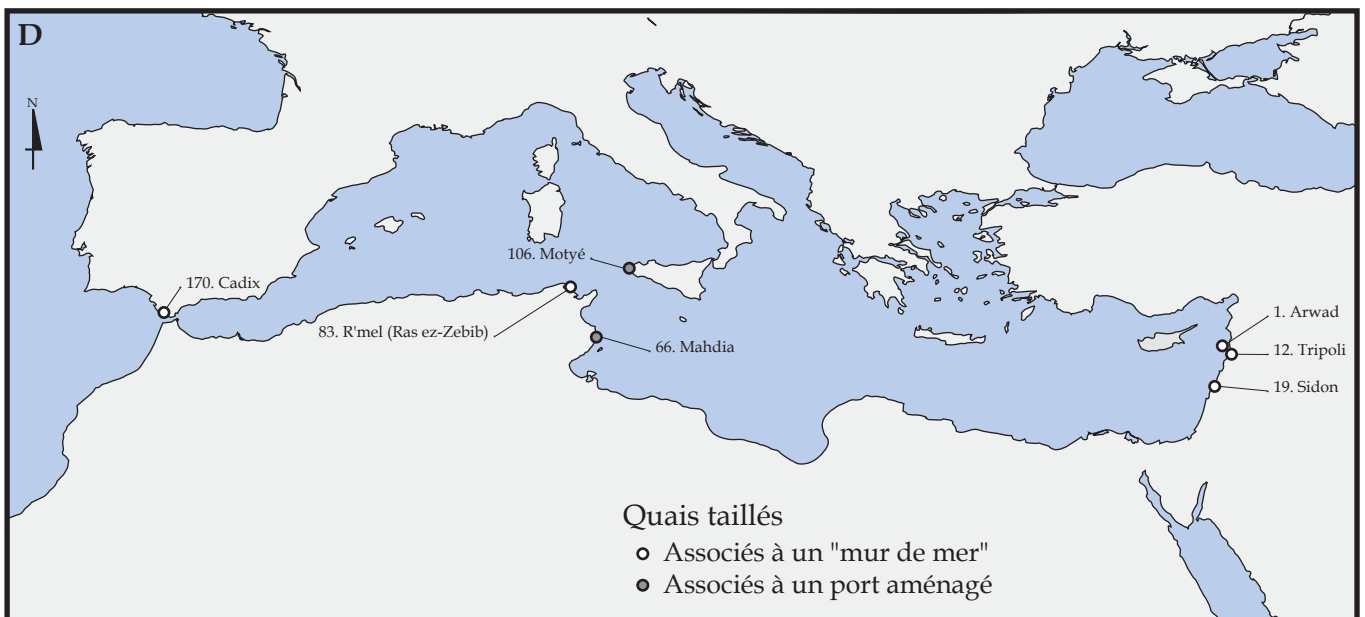 D
N
106. Motyé
170. Cadix
83. R'mel (Ras ez-Zebib)
66. Mahdia
1. Arwad
12. Tripoli
19. Sidon
Quais taillés
Associés à un "mur de mer"
Associés à un port aménagé